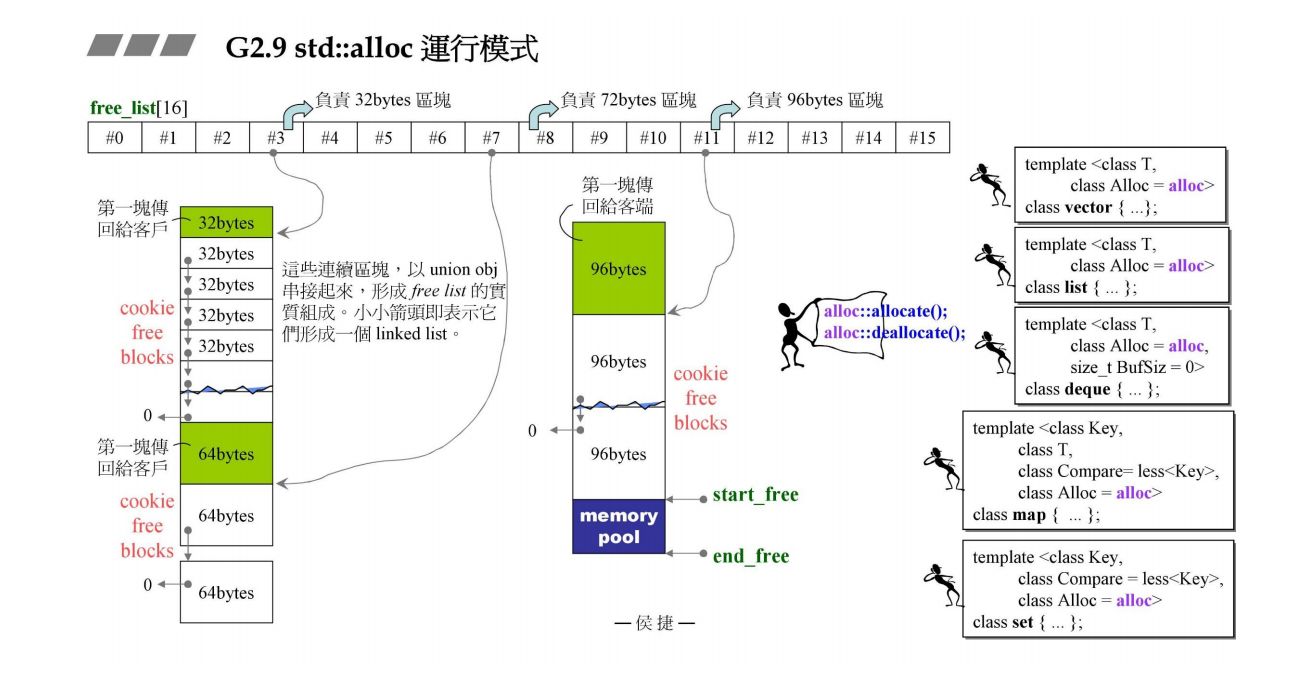 G2.9 std::alloc 運行模式
free_list[16]
負責 32bytes 區塊
負責 72bytes 區塊
負責 96bytes 區塊
#0 #1 #2 #3 #4 #5 #6 #7 #8 #9 #10 #11 #12 #13 #14 #15
第一塊傳
回給客戶
32bytes
32bytes
32bytes
32bytes
32bytes
cookie
free
blocks
0
這些連續區塊，以 union obj
串接起來，形成 free list 的實
質組成。小小箭頭即表示它
們形成一個 linked list。
第一塊傳
回給客戶
64bytes
cookie
free
blocks
64bytes
0
64bytes
第一塊傳
回給客端
96bytes
96bytes
cookie
free
blocks
0
96bytes
memory
pool
start_free
end_free
alloc::allocate();
alloc::deallocate();
template <class T,
class Alloc = alloc>
class vector { ...};
template <class T,
class Alloc = alloc>
class list { ... };
template <class T,
class Alloc = alloc,
size_t BufSiz = 0>
class deque { ... };
template <class Key,
class T,
class Compare= less<Key>,
class Alloc = alloc>
class map { ... };
template <class Key,
class Compare = less<Key>,
class Alloc = alloc>
class set { ... };
— 侯 捷 —